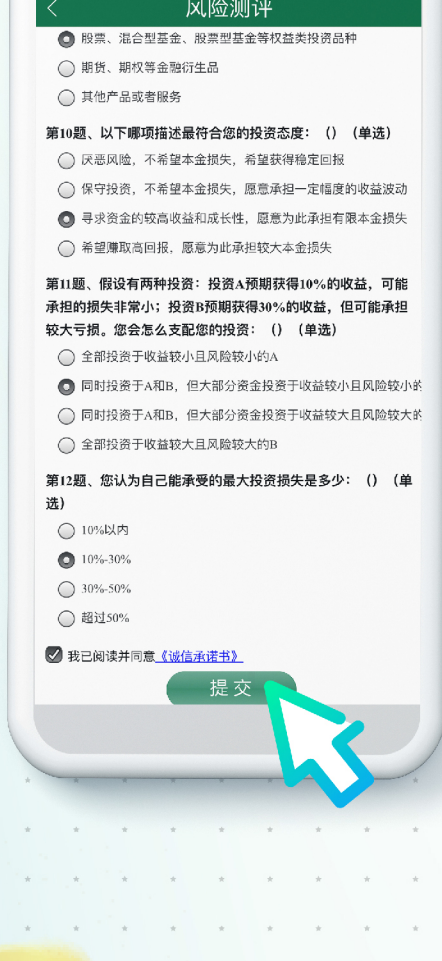 风险测评
股票、混合型基金、股票型基金等权益类投资品种
期货、期权等金融衍生品
其他产品或者服务
第10题、以下哪项描述最符合您的投资态度：（）（单选）
厌恶风险，不希望本金损失，希望获得稳定回报
保守投资，不希望本金损失，愿意承担一定幅度的收益波动
寻求资金的较高收益和成长性，愿意为此承担有限本金损失
希望赚取高回报，愿意为此承担较大本金损失
第11题、假设有两种投资：投资A预期获得10%的收益，可能
承担的损失非常小；投资B预期获得30%的收益，但可能承担
较大亏损。您会怎么支配您的投资：（）（单选）
全部投资于收益较小且风险较小的A
同时投资于A和B，但大部分资金投资于收益较小且风险较小的
同时投资于A和B，但大部分资金投资于收益较大且风险较大的
全部投资于收益较大且风险较大的B
第12题、您认为自己能承受的最大投资损失是多少：（）（单
选）
10%以内
10%-30%
30%-50%
超过50%
我已阅读并同意《诚信承诺书》
提交